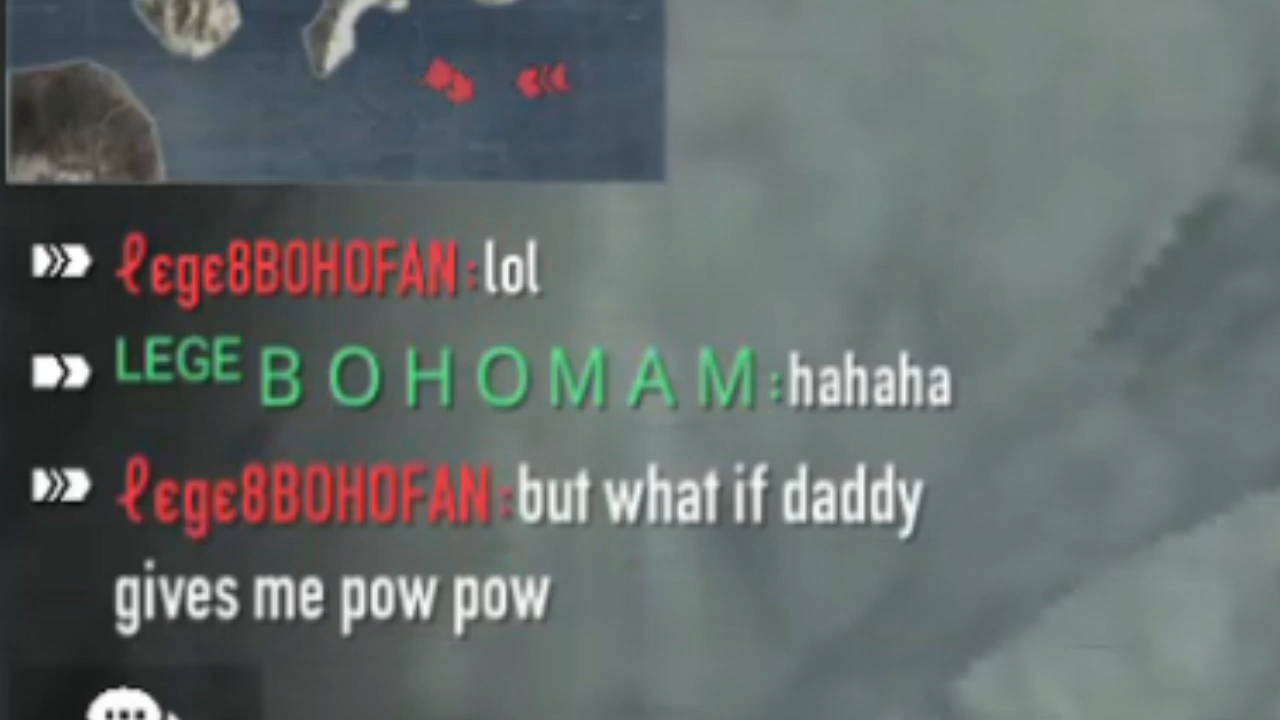 ℓεgε8BOHOFAN:lol
LEGE B O H O M A M:hahaha
ℓεgε8BOHOFAN:but what if daddy
gives me pow pow